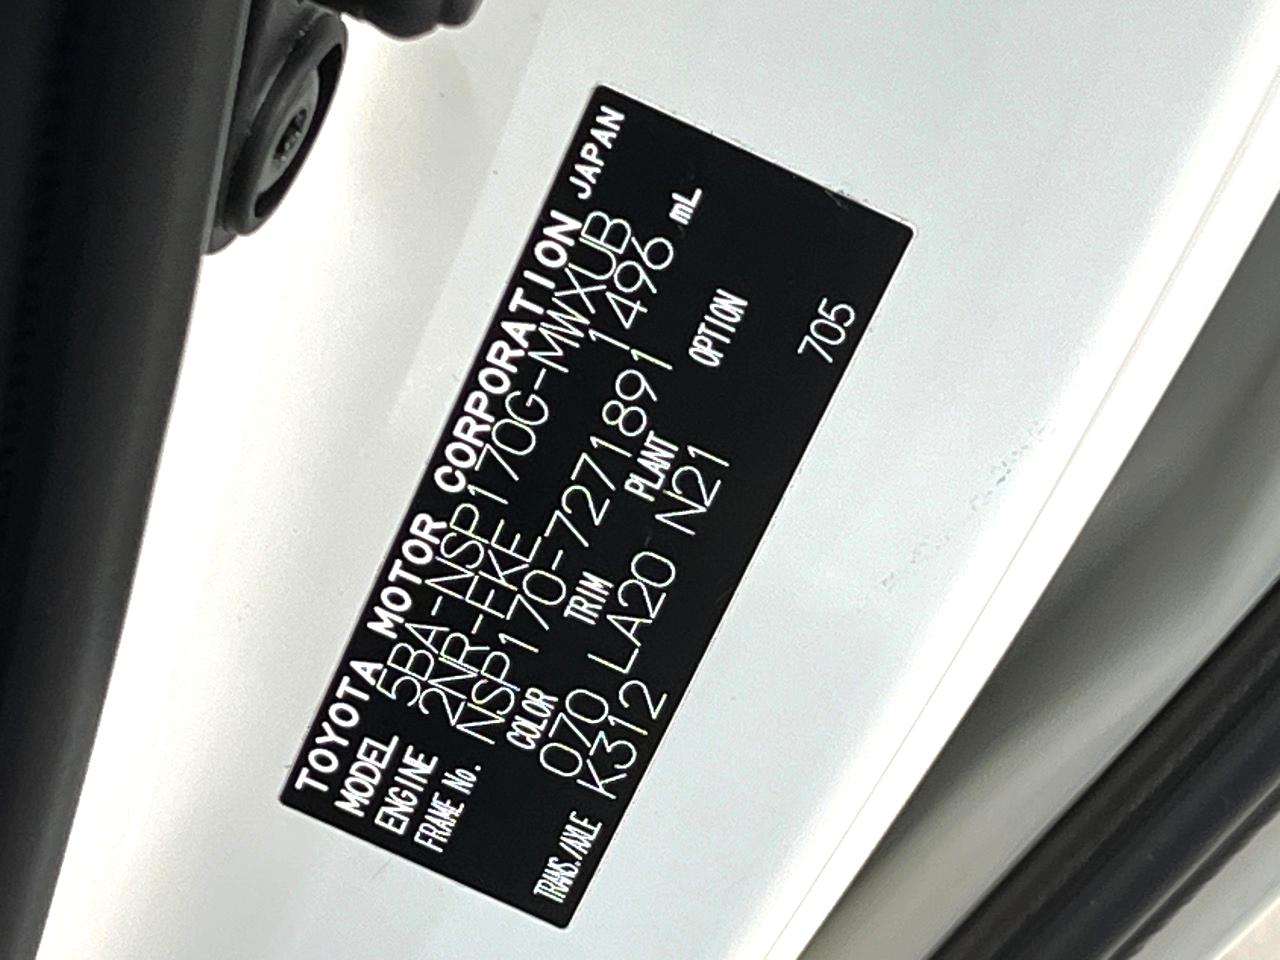 TOYOTA MOTOR CORPORATION JAPAN
MODEL 5BA-NSP170G-MWXUB
ENGINE 2NR-FKE 1496 mL
FRAME No. NSP170-7271891
COLOR TRIM PLANT OPTION
070 LA20 N21
TRANS./AXLE K312 705